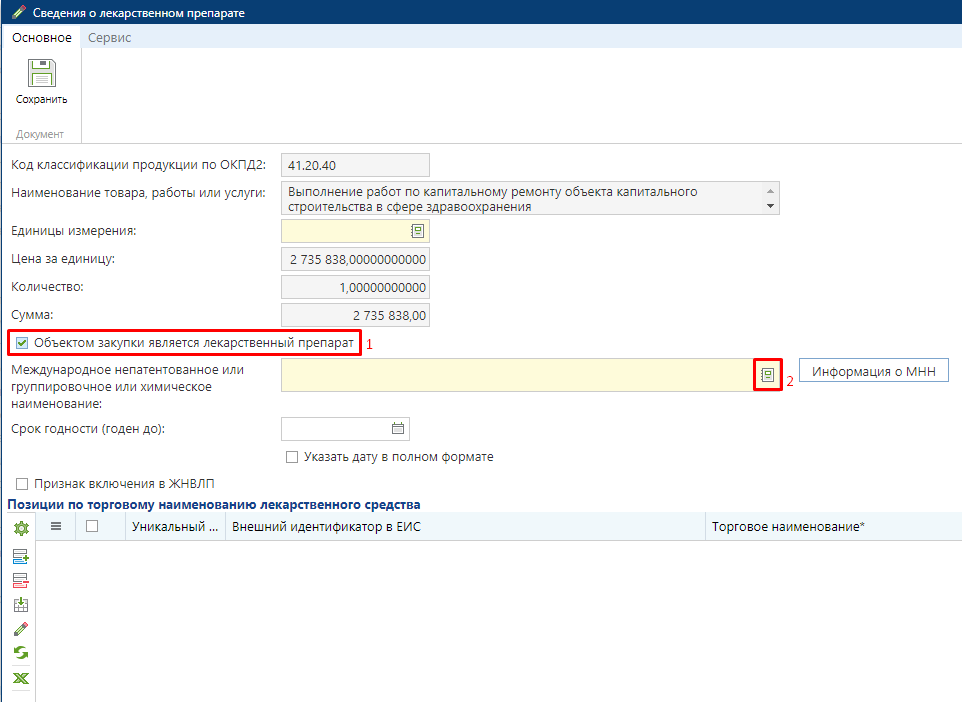 Сведения о лекарственном препарате
Основное Сервис
Сохранить
Документ
Код классификации продукции по ОКПД2: 41.20.40
Наименование товара, работы или услуги: Выполнение работ по капитальному ремонту объекта капитального
строительства в сфере здравоохранения
Единицы измерения:
Цена за единицу: 2 735 838,00000000000
Количество: 1,00000000000
Сумма: 2 735 838,00
Объектом закупки является лекарственный препарат 1
Международное непатентованное или
группировочное или химическое
наименование:
2 Информация о МНН
Срок годности (годен до):
Указать дату в полном формате
Признак включения в ЖНВЛП
Позиции по торговому наименованию лекарственного средства
Уникальный ... Внешний идентификатор в ЕИС Торговое наименование*